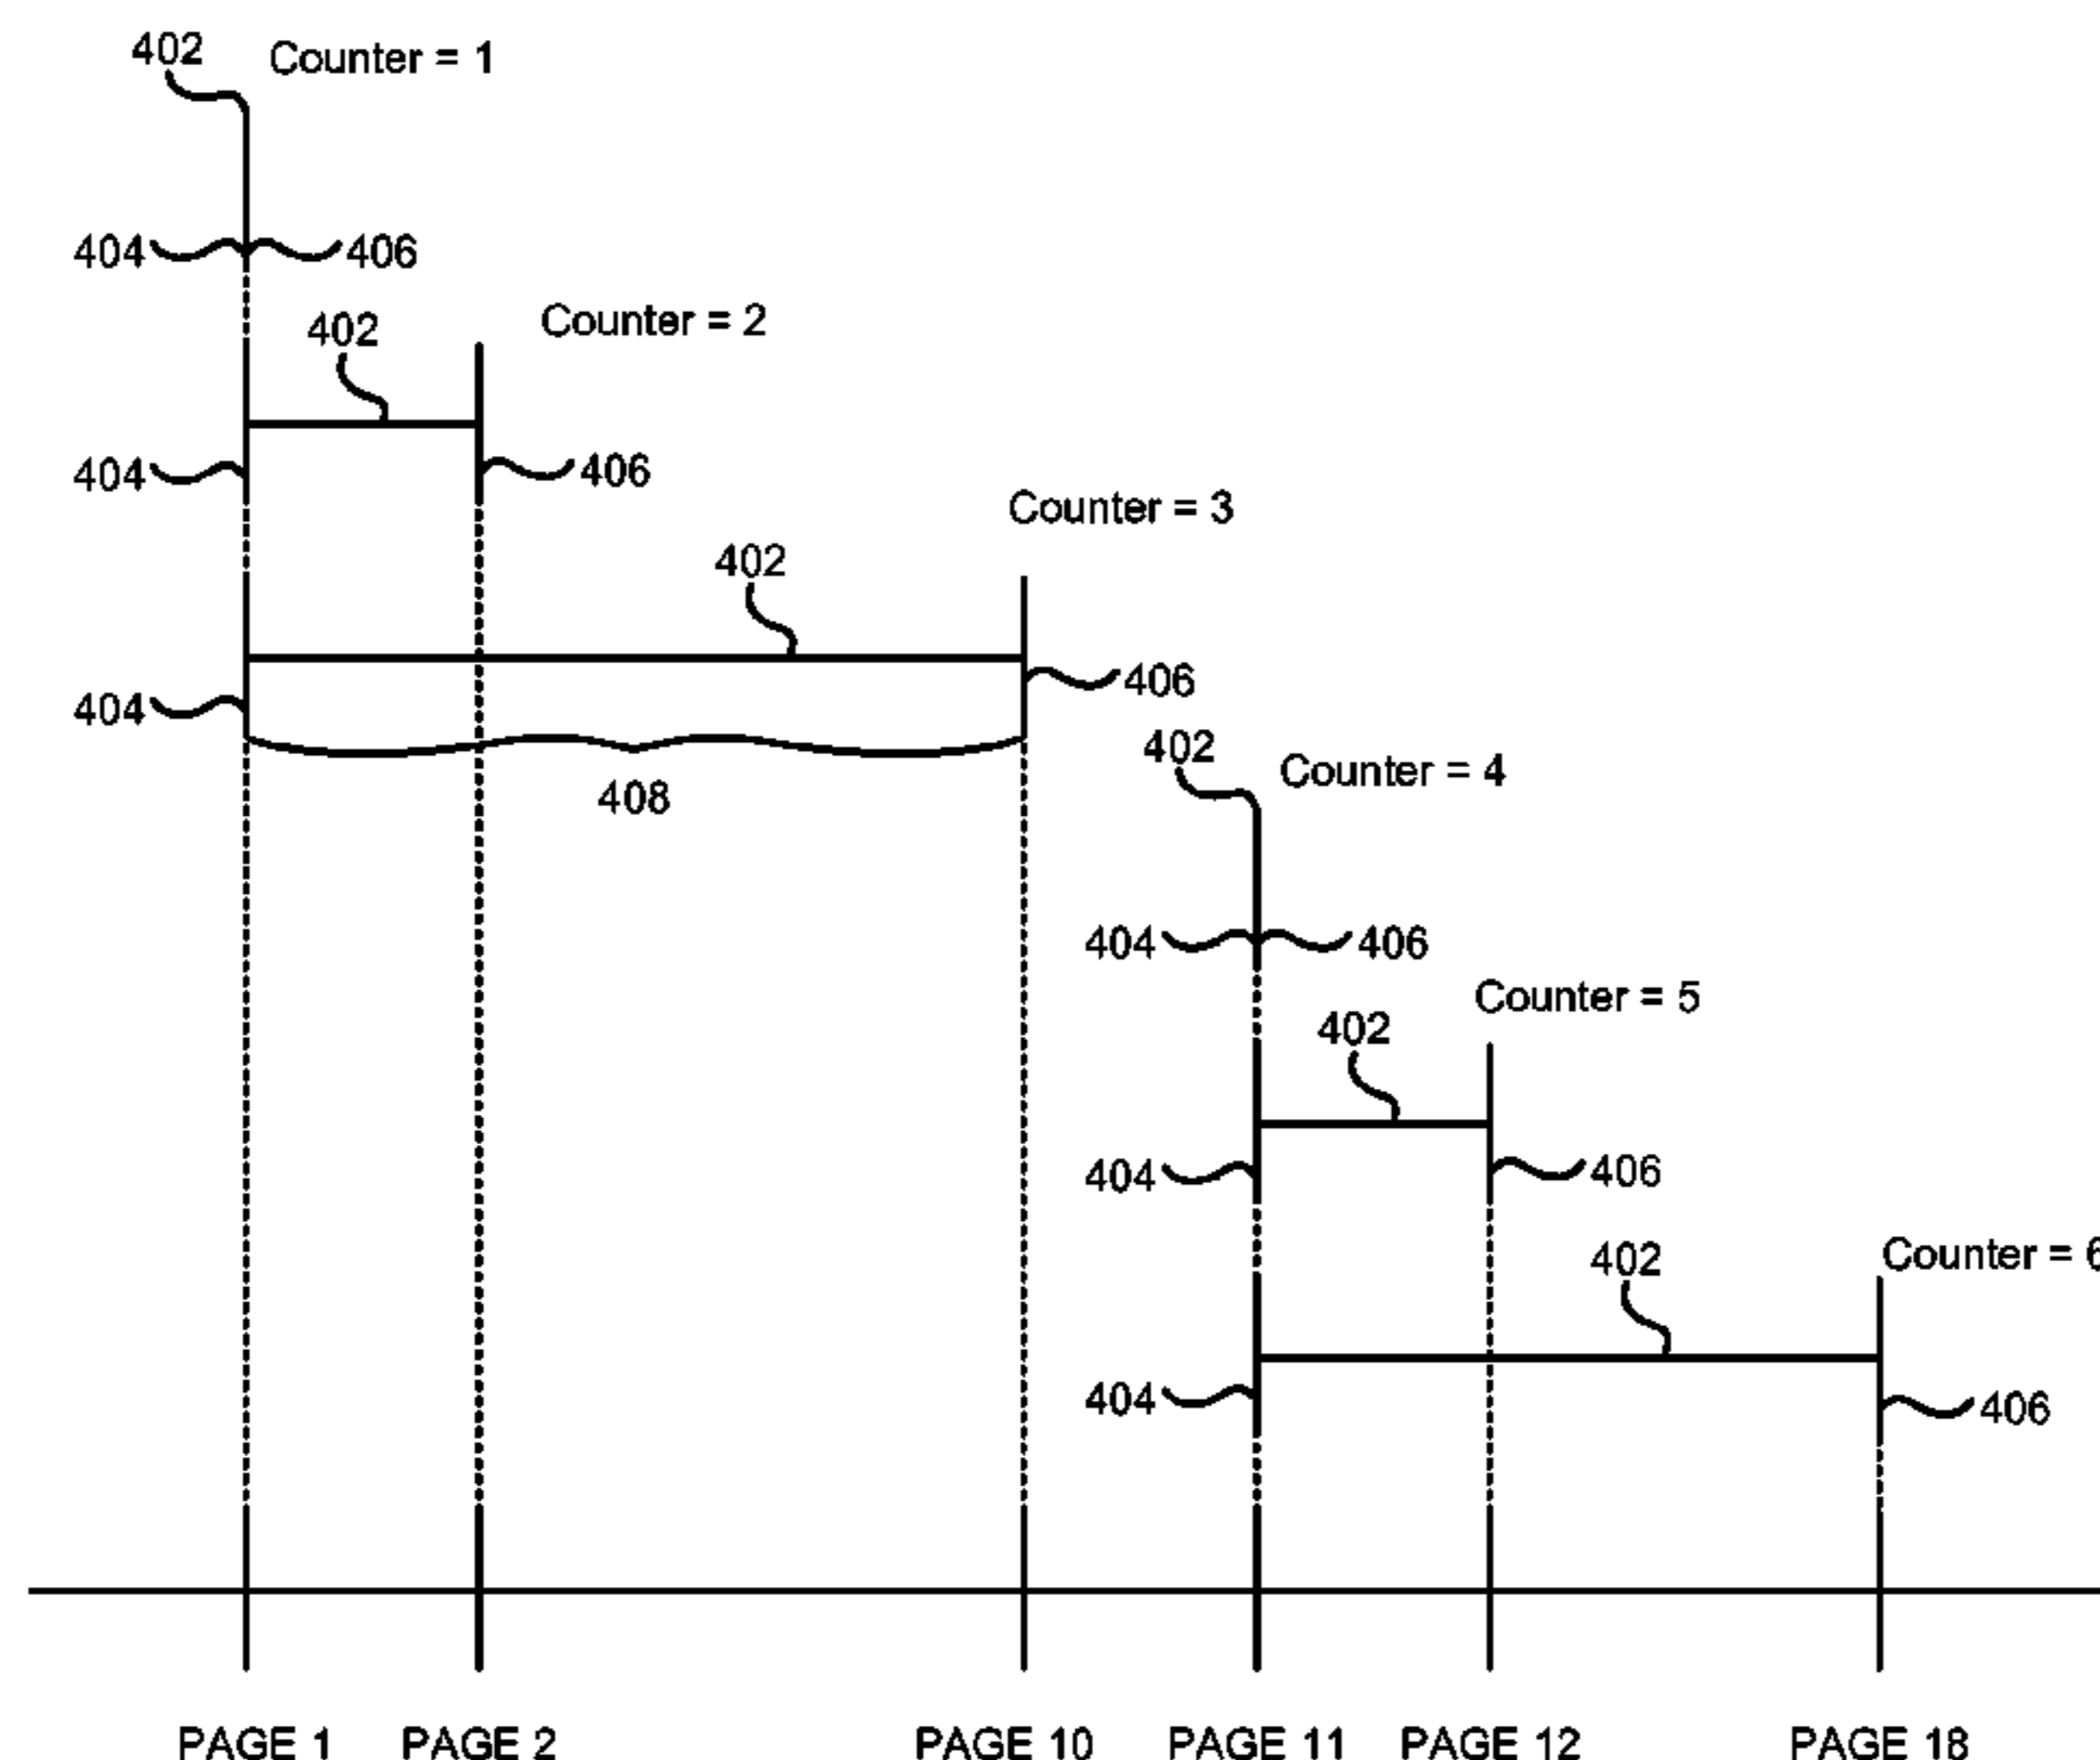 402 Counter = 1
404 406
402 Counter = 2
404 406
Counter = 3
402
404 406
408
402 Counter = 4
404 406
Counter = 5
402
404 406
402 Counter = 6
404 406
PAGE 1 PAGE 2 PAGE 10 PAGE 11 PAGE 12 PAGE 18